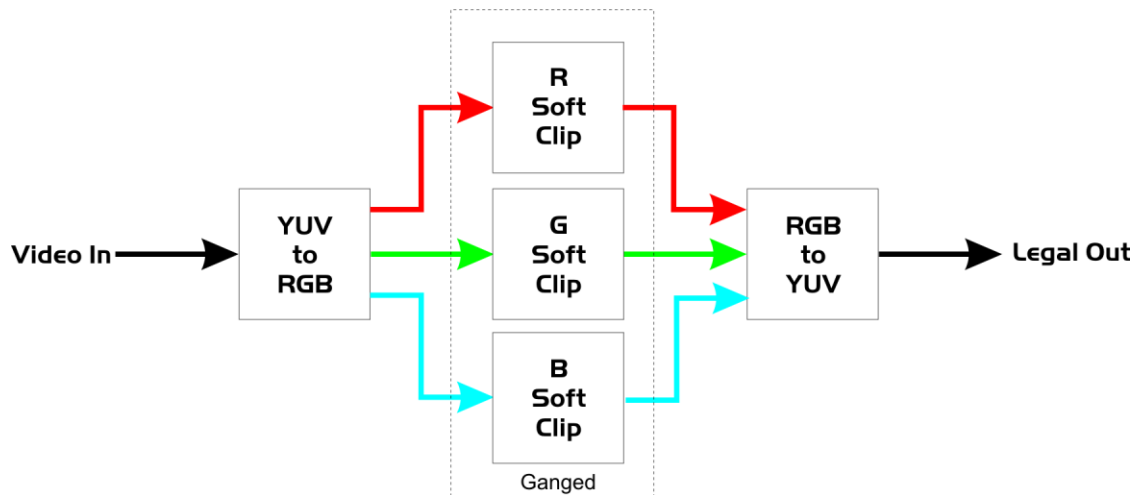 R
Soft
Clip
YUV
to
RGB
G
Soft
Clip
RGB
to
YUV
Video In
Legal Out
B
Soft
Clip
Ganged